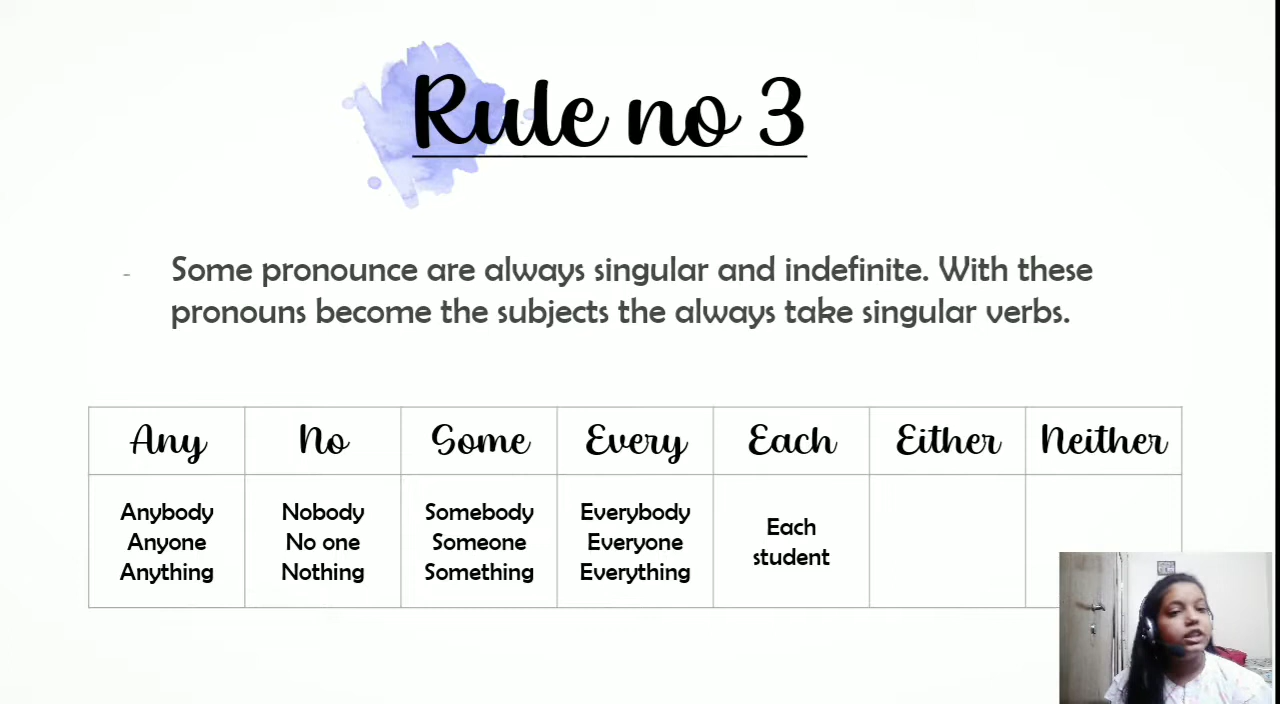 Rule no 3
- Some pronounce are always singular and indefinite. With these
pronouns become the subjects the always take singular verbs.
Any No Some Every Each Either Neither
Anybody Nobody Somebody Everybody Each
Anyone No one Someone Everyone student
Anything Nothing Something Everything